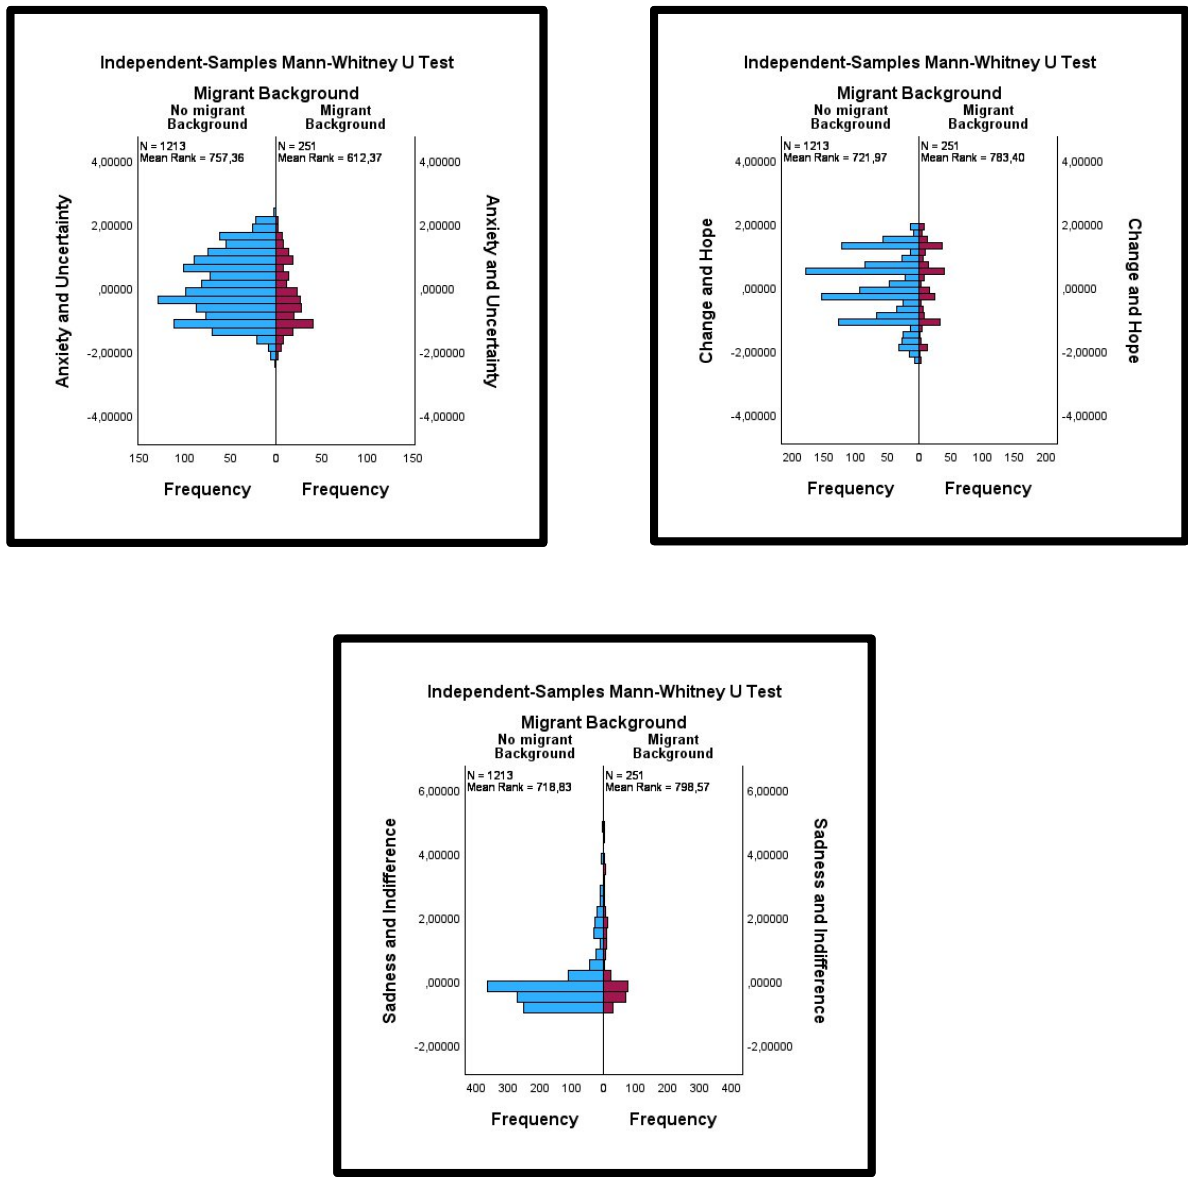 Independent-Samples Mann-Whitney U Test
Migrant Background
No migrant Background
Migrant Background
N = 1213
Mean Rank = 757,36
N = 251
Mean Rank = 612,37
4,00000
2,00000
,00000
-2,00000
-4,00000
Anxiety and Uncertainty
4,00000
2,00000
,00000
-2,00000
-4,00000
Anxiety and Uncertainty
150 100 50 0 0 50 100 150
Frequency Frequency
Independent-Samples Mann-Whitney U Test
Migrant Background
No migrant Background
Migrant Background
N = 1213
Mean Rank = 721,97
N = 251
Mean Rank = 783,40
4,00000
2,00000
,00000
-2,00000
-4,00000
Change and Hope
4,00000
2,00000
,00000
-2,00000
-4,00000
Change and Hope
200 150 100 50 0 0 50 100 150 200
Frequency Frequency
Independent-Samples Mann-Whitney U Test
Migrant Background
No migrant Background
Migrant Background
N = 1213
Mean Rank = 718,83
N = 251
Mean Rank = 798,57
6,00000
4,00000
2,00000
,00000
-2,00000
Sadness and Indifference
6,00000
4,00000
2,00000
,00000
-2,00000
Sadness and Indifference
400 300 200 100 0 0 100 200 300 400
Frequency Frequency